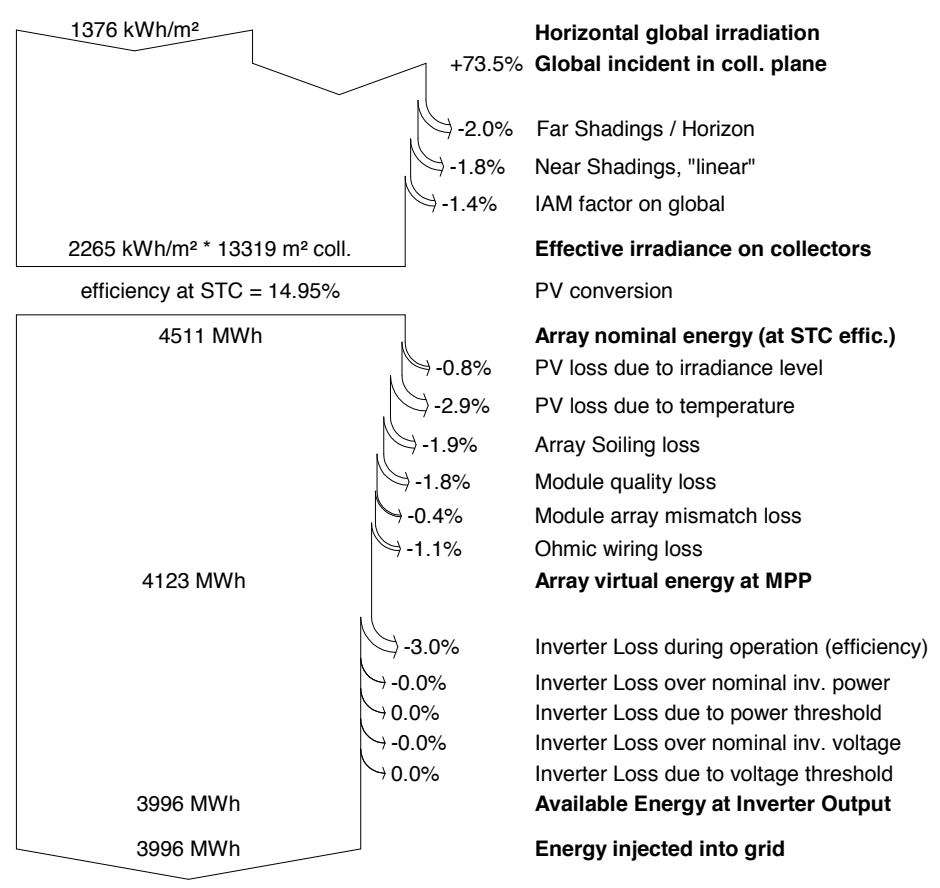 1376 kWh/m² Horizontal global irradiation
+73.5% Global incident in coll. plane
-2.0% Far Shadings / Horizon
-1.8% Near Shadings, "linear"
-1.4% IAM factor on global
2265 kWh/m² * 13319 m² coll. Effective irradiance on collectors
efficiency at STC = 14.95% PV conversion
4511 MWh Array nominal energy (at STC effic.)
-0.8% PV loss due to irradiance level
-2.9% PV loss due to temperature
-1.9% Array Soiling loss
-1.8% Module quality loss
-0.4% Module array mismatch loss
-1.1% Ohmic wiring loss
4123 MWh Array virtual energy at MPP
-3.0% Inverter Loss during operation (efficiency)
-0.0% Inverter Loss over nominal inv. power
0.0% Inverter Loss due to power threshold
-0.0% Inverter Loss over nominal inv. voltage
0.0% Inverter Loss due to voltage threshold
3996 MWh Available Energy at Inverter Output
3996 MWh Energy injected into grid